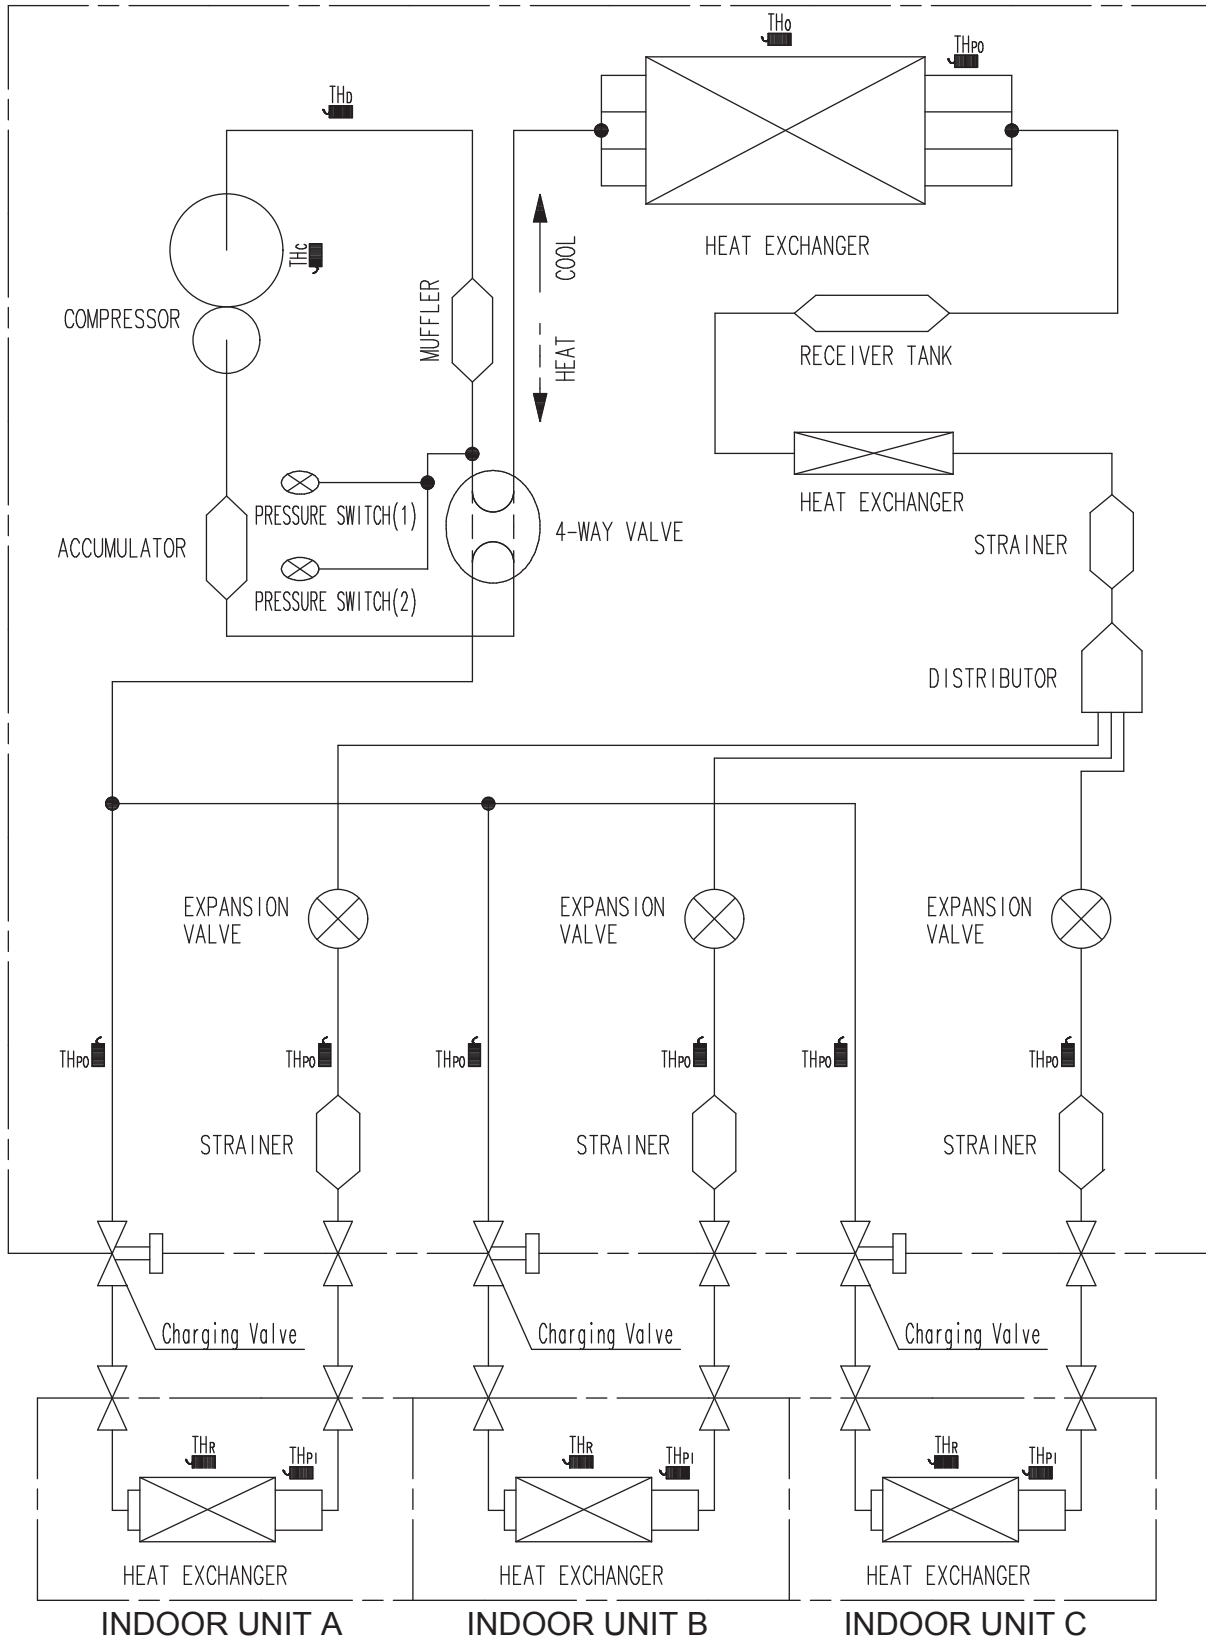 THO
THPO
THD
THC
HEAT EXCHANGER
COOL
HEAT
COMPRESSOR
MUFFLER
RECEIVER TANK
HEAT EXCHANGER
PRESSURE SWITCH(1)
4-WAY VALVE
ACCUMULATOR
STRAINER
PRESSURE SWITCH(2)
DISTRIBUTOR
EXPANSION
VALVE
EXPANSION
VALVE
EXPANSION
VALVE
THPO
THPO
THPO
THPO
THPO
THPO
STRAINER
STRAINER
STRAINER
Charging Valve
Charging Valve
Charging Valve
THR
THPI
THR
THPI
THR
THPI
HEAT EXCHANGER
HEAT EXCHANGER
HEAT EXCHANGER
INDOOR UNIT A
INDOOR UNIT B
INDOOR UNIT C